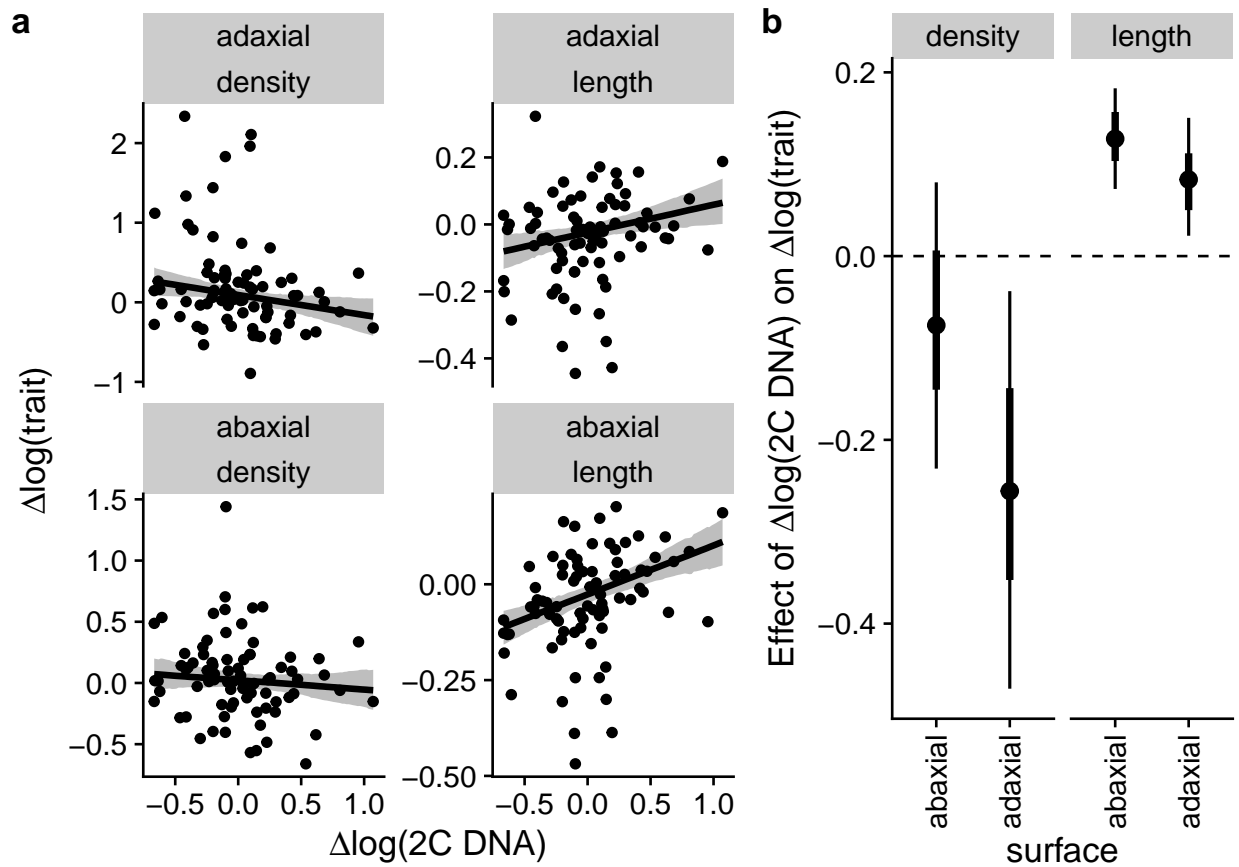 a
adaxial
density
adaxial
length
2
1
0
−1
0.2
0.0
−0.2
−0.4
abaxial
density
abaxial
length
1.5
1.0
0.5
0.0
−0.5
0.00
−0.25
−0.50
−0.5 0.0 0.5 1.0
−0.5 0.0 0.5 1.0
Δlog(trait)
Δlog(2C DNA)
b
density
length
0.2
0.0
−0.2
−0.4
Effect of Δlog(2C DNA) on Δlog(trait)
abaxial
adaxial
abaxial
adaxial
surface